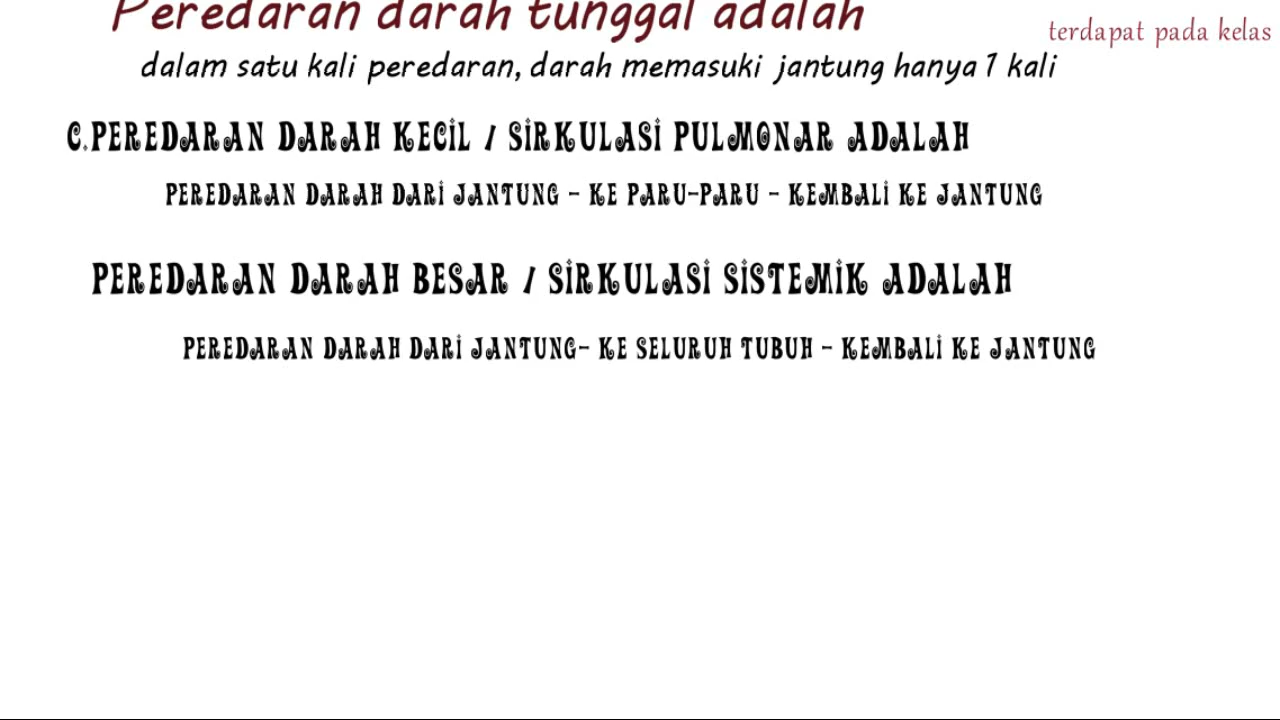 Peredaran darah tunggal adalah
terdapat pada kelas
dalam satu kali peredaran, darah memasuki jantung hanya 1 kali
C.PEREDARAN DARAH KECIL / SIRKULASI PULMONAR ADALAH
PEREDARAN DARAH DARI JANTUNG - KE PARU-PARU - KEMBALI KE JANTUNG
PEREDARAN DARAH BESAR / SIRKULASI SISTEMIK ADALAH
PEREDARAN DARAH DARI JANTUNG- KE SELURUH TUBUH - KEMBALI KE JANTUNG